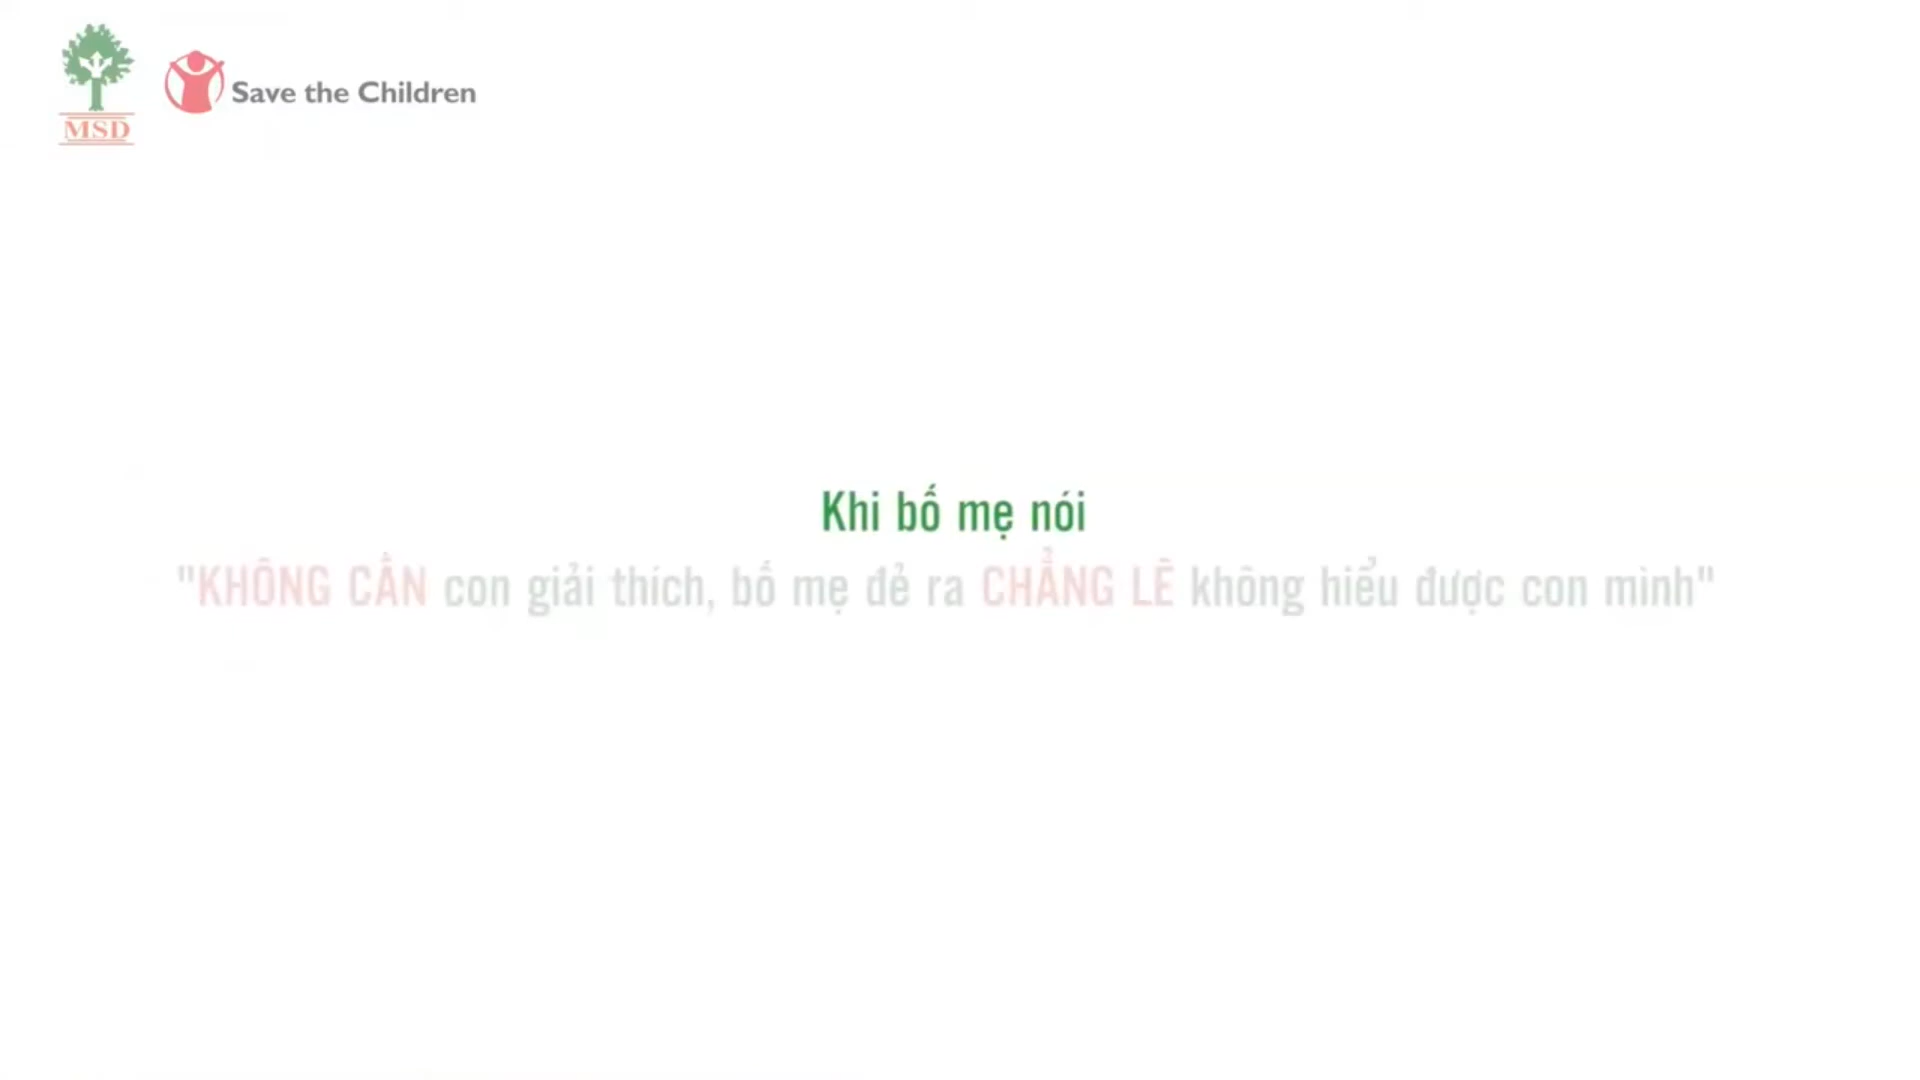 MSD
Save the Children
Khi bố mẹ nói
"KHÔNG CẦN con giải thích, bố mẹ đẻ ra CHẲNG LẼ không hiểu được con mình"